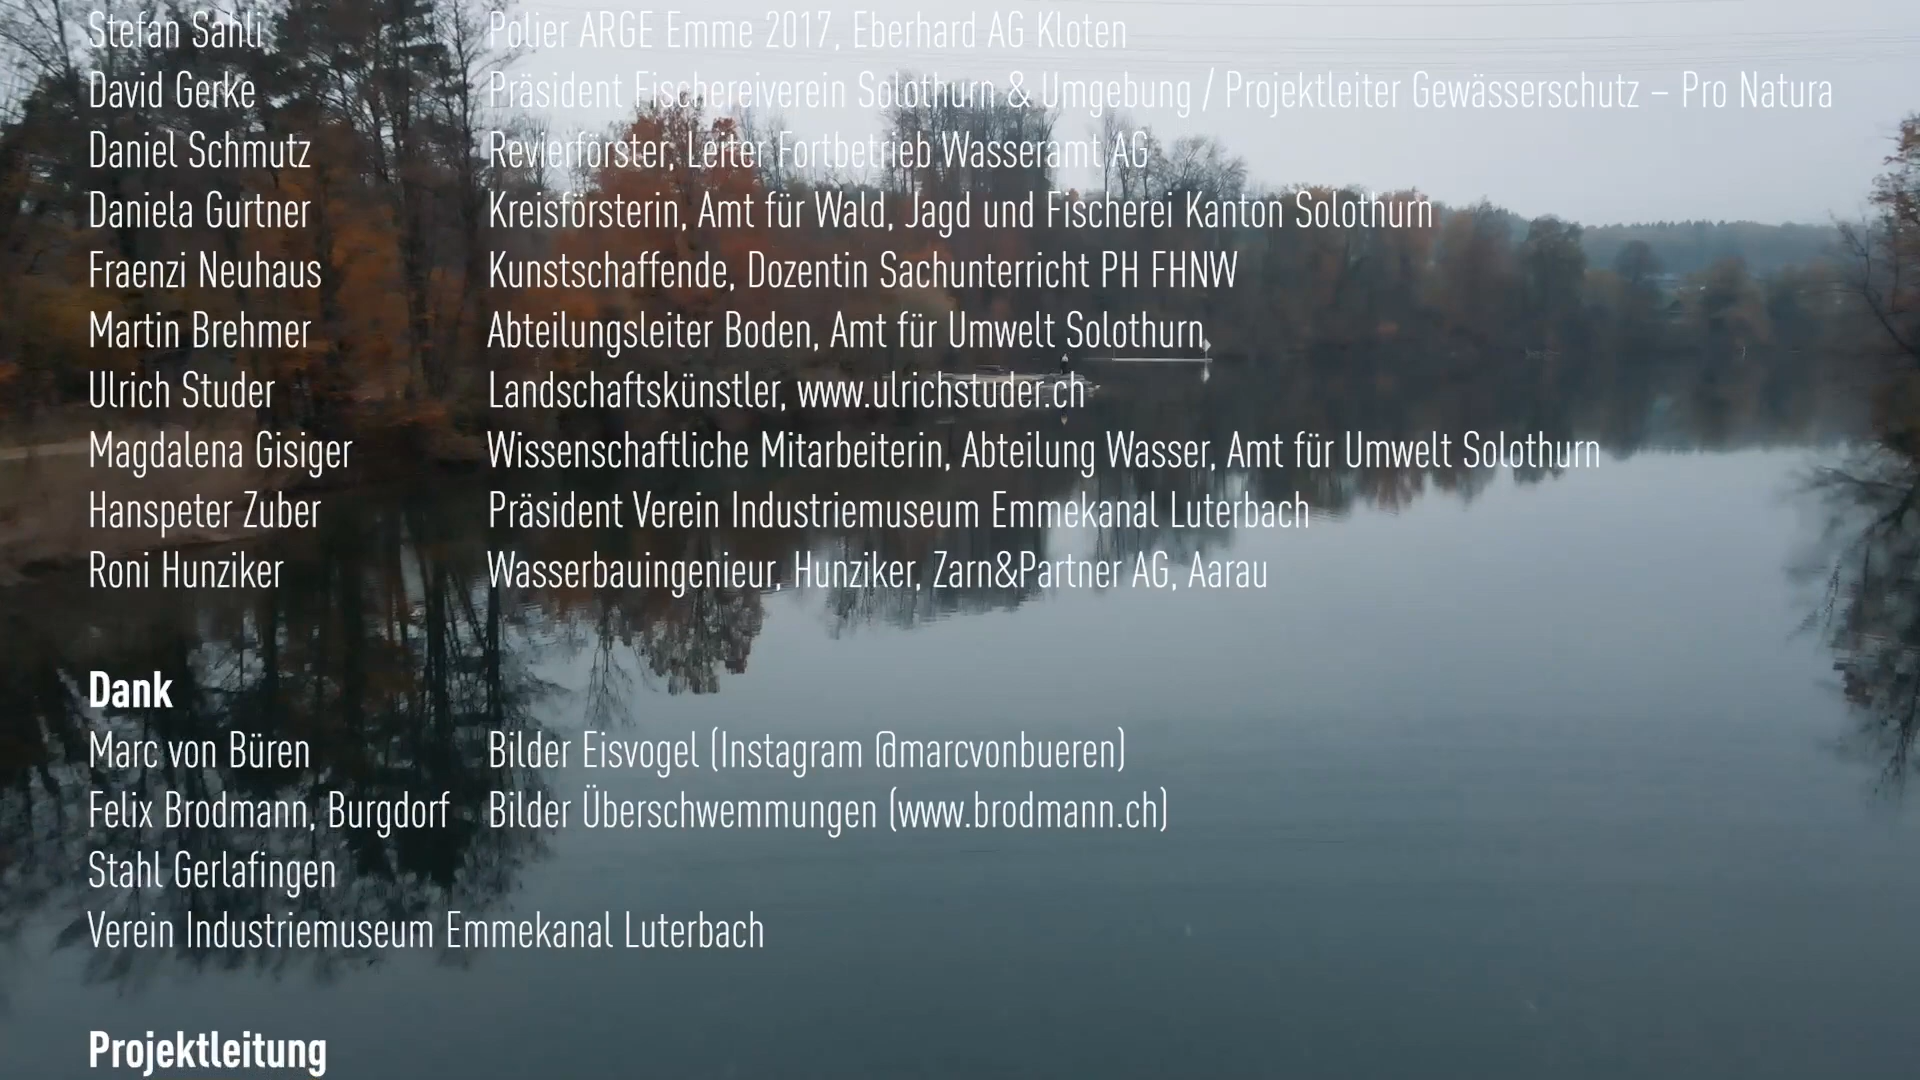 Stefan Sahli Polier ARGE Emme 2017, Eberhard AG Kloten
David Gerke Präsident Fischereiverein Solothurn & Umgebung / Projektleiter Gewässerschutz – Pro Natura
Daniel Schmutz Revierförster, Leiter Fortbetrieb Wasseramt AG
Daniela Gurtner Kreisförsterin, Amt für Wald, Jagd und Fischerei Kanton Solothurn
Fraenzi Neuhaus Kunstschaffende, Dozentin Sachunterricht PH FHNW
Martin Brehmer Abteilungsleiter Boden, Amt für Umwelt Solothurn
Ulrich Studer Landschaftskünstler, www.ulrichstuder.ch
Magdalena Gisiger Wissenschaftliche Mitarbeiterin, Abteilung Wasser, Amt für Umwelt Solothurn
Hanspeter Zuber Präsident Verein Industriemuseum Emmekanal Luterbach
Roni Hunziker Wasserbauingenieur, Hunziker, Zarn&Partner AG, Aarau
Dank
Marc von Büren Bilder Eisvogel (Instagram @marcvonbueren)
Felix Brodmann, Burgdorf Bilder Überschwemmungen (www.brodmann.ch)
Stahl Gerlafingen
Verein Industriemuseum Emmekanal Luterbach
Projektleitung